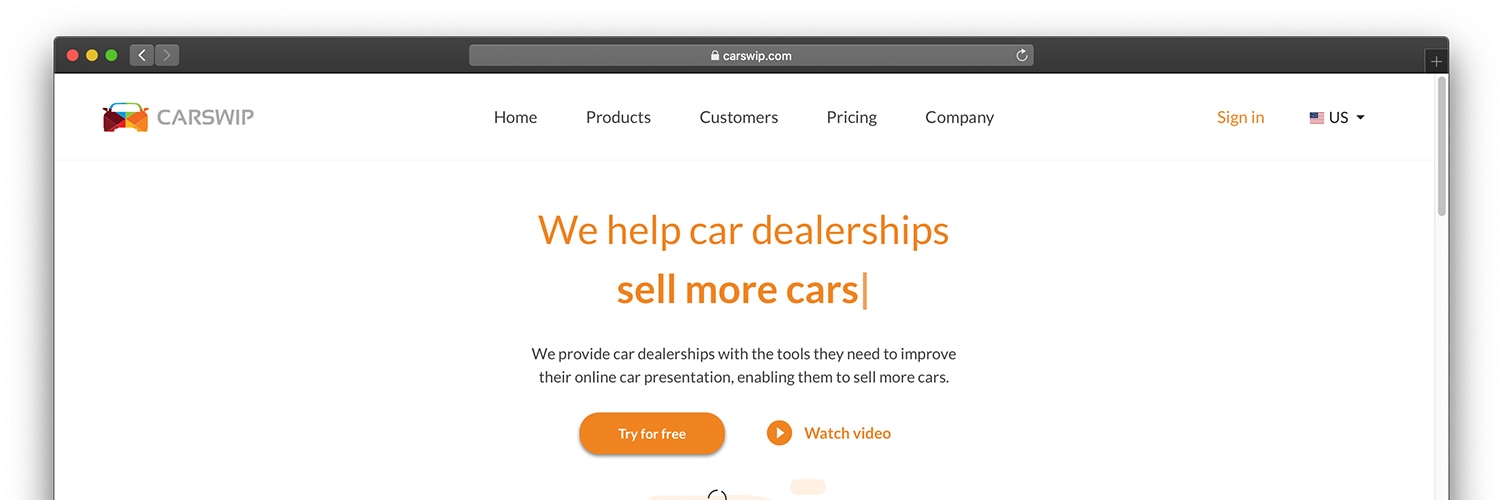 carswip.com
CARSWIP
Home Products Customers Pricing Company Sign in US
We help car dealerships
sell more cars
We provide car dealerships with the tools they need to improve
their online car presentation, enabling them to sell more cars.
Try for free Watch video